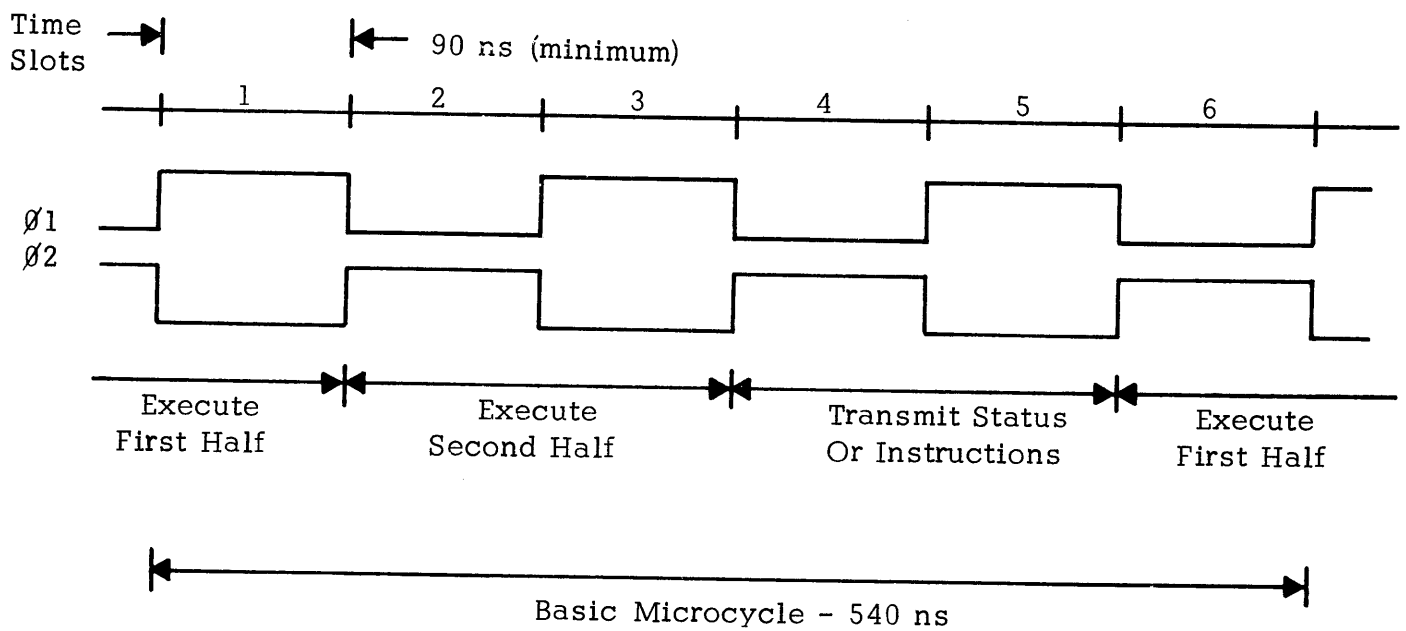 Time
Slots
90 ns (minimum)
1 2 3 4 5 6
Ø1
Ø2
Execute
First Half
Execute
Second Half
Transmit Status
Or Instructions
Execute
First Half
Basic Microcycle - 540 ns